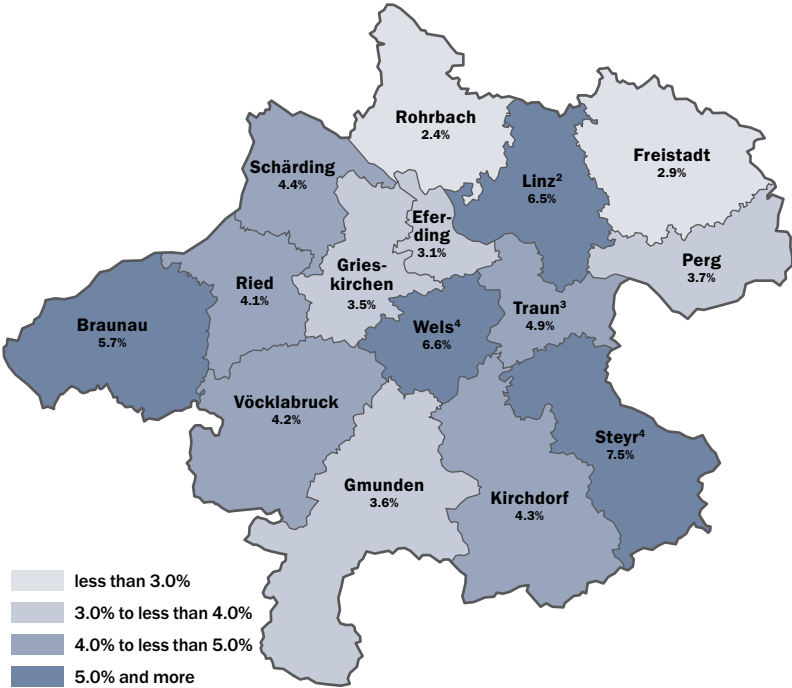 Rohrbach
2.4%
Freistadt
2.9%
Schärding
4.4%
Linz²
6.5%
Efer-
ding
3.1%
Perg
3.7%
Gries-
kirchen
3.5%
Ried
4.1%
Traun³
4.9%
Braunau
5.7%
Wels⁴
6.6%
Vöcklabruck
4.2%
Steyr⁴
7.5%
Gmunden
3.6%
Kirchdorf
4.3%
less than 3.0%
3.0% to less than 4.0%
4.0% to less than 5.0%
5.0% and more